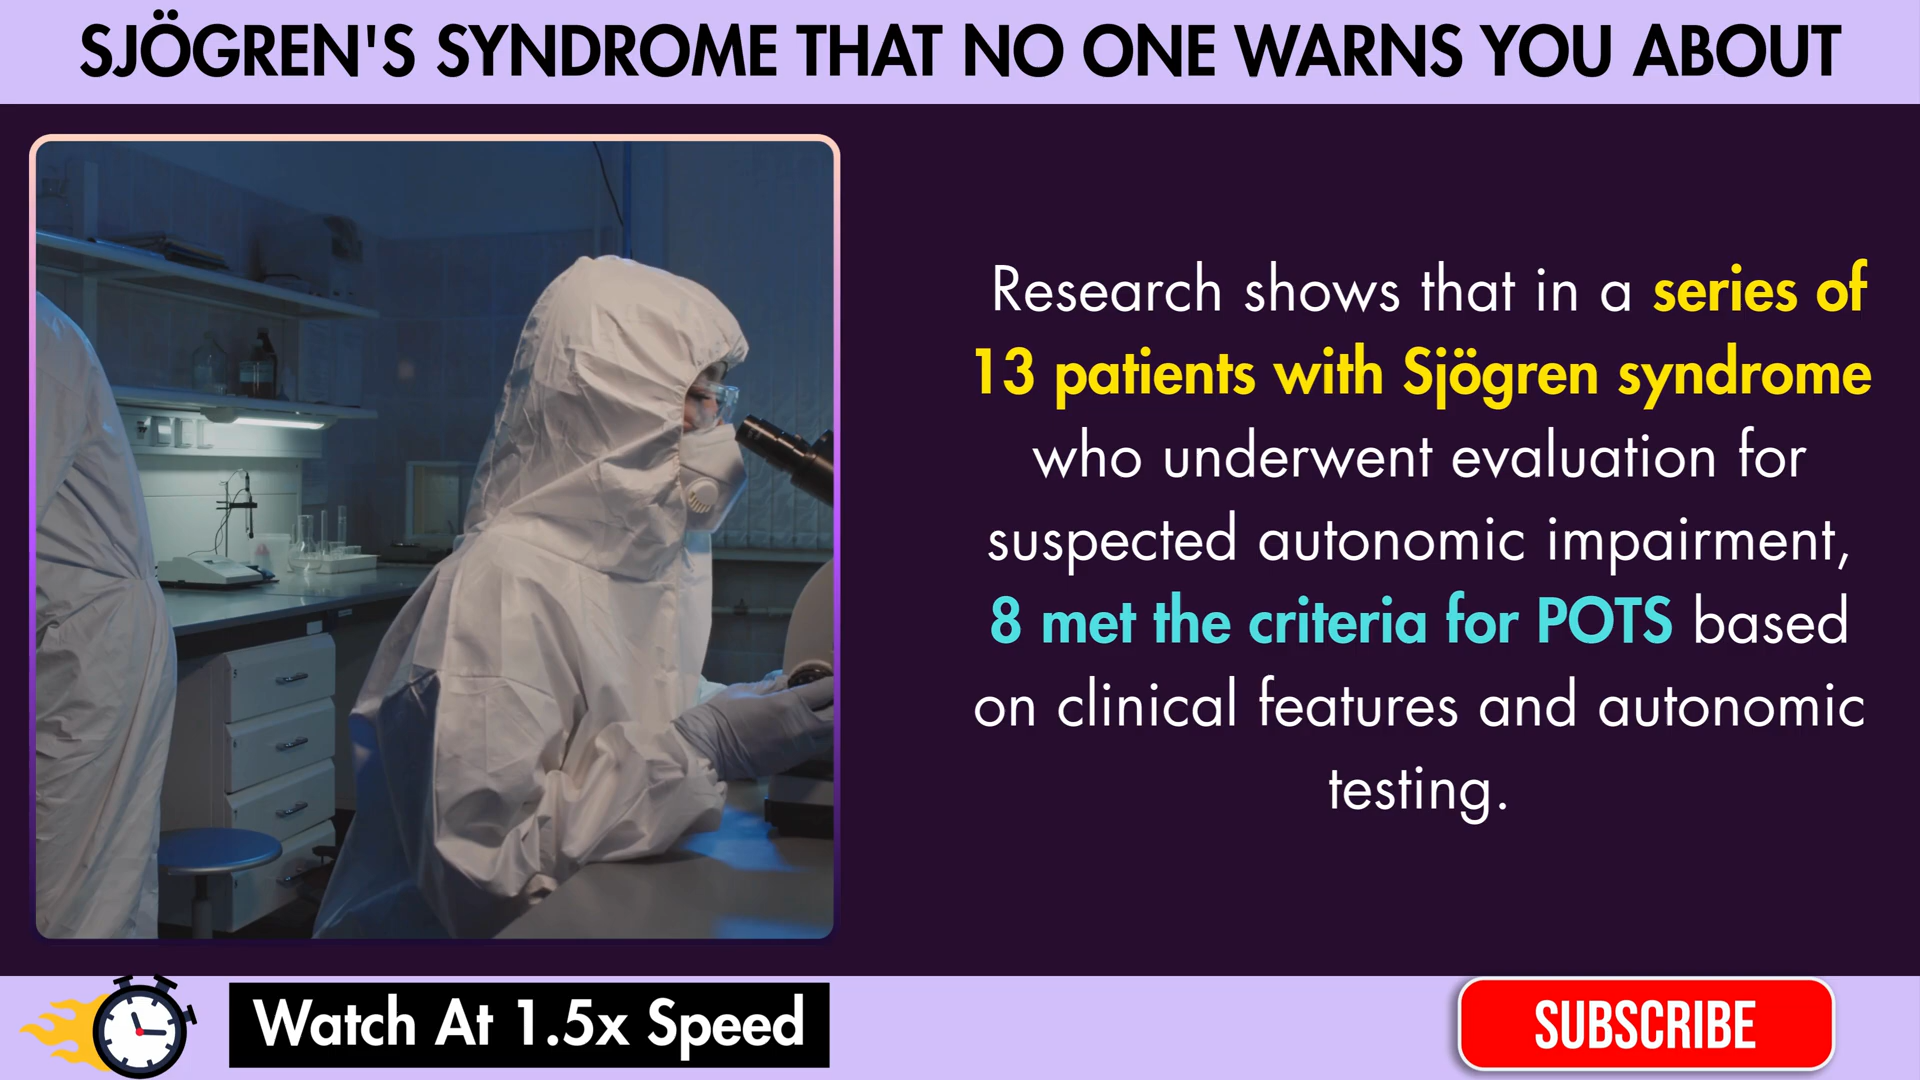 SJÖGREN'S SYNDROME THAT NO ONE WARNS YOU ABOUT
Research shows that in a series of
13 patients with Sjögren syndrome
who underwent evaluation for
suspected autonomic impairment,
8 met the criteria for POTS based
on clinical features and autonomic
testing.
Watch At 1.5x Speed
SUBSCRIBE